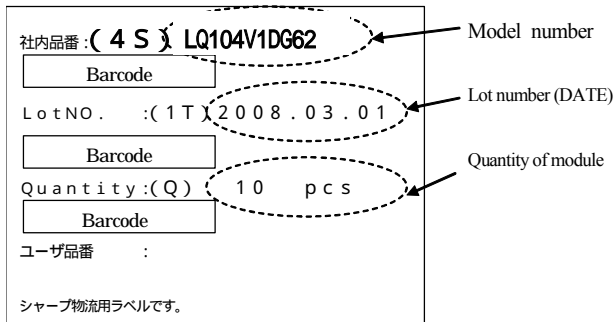 社内品番:(4S) LQ104V1DG62
Model number
Barcode
LotNO. :(1T)2008.03.01
Lot number (DATE)
Barcode
Quantity of module
Quantity:(Q) 10 pcs
Barcode
ユーザ品番 :
シャープ物流用ラベルです。